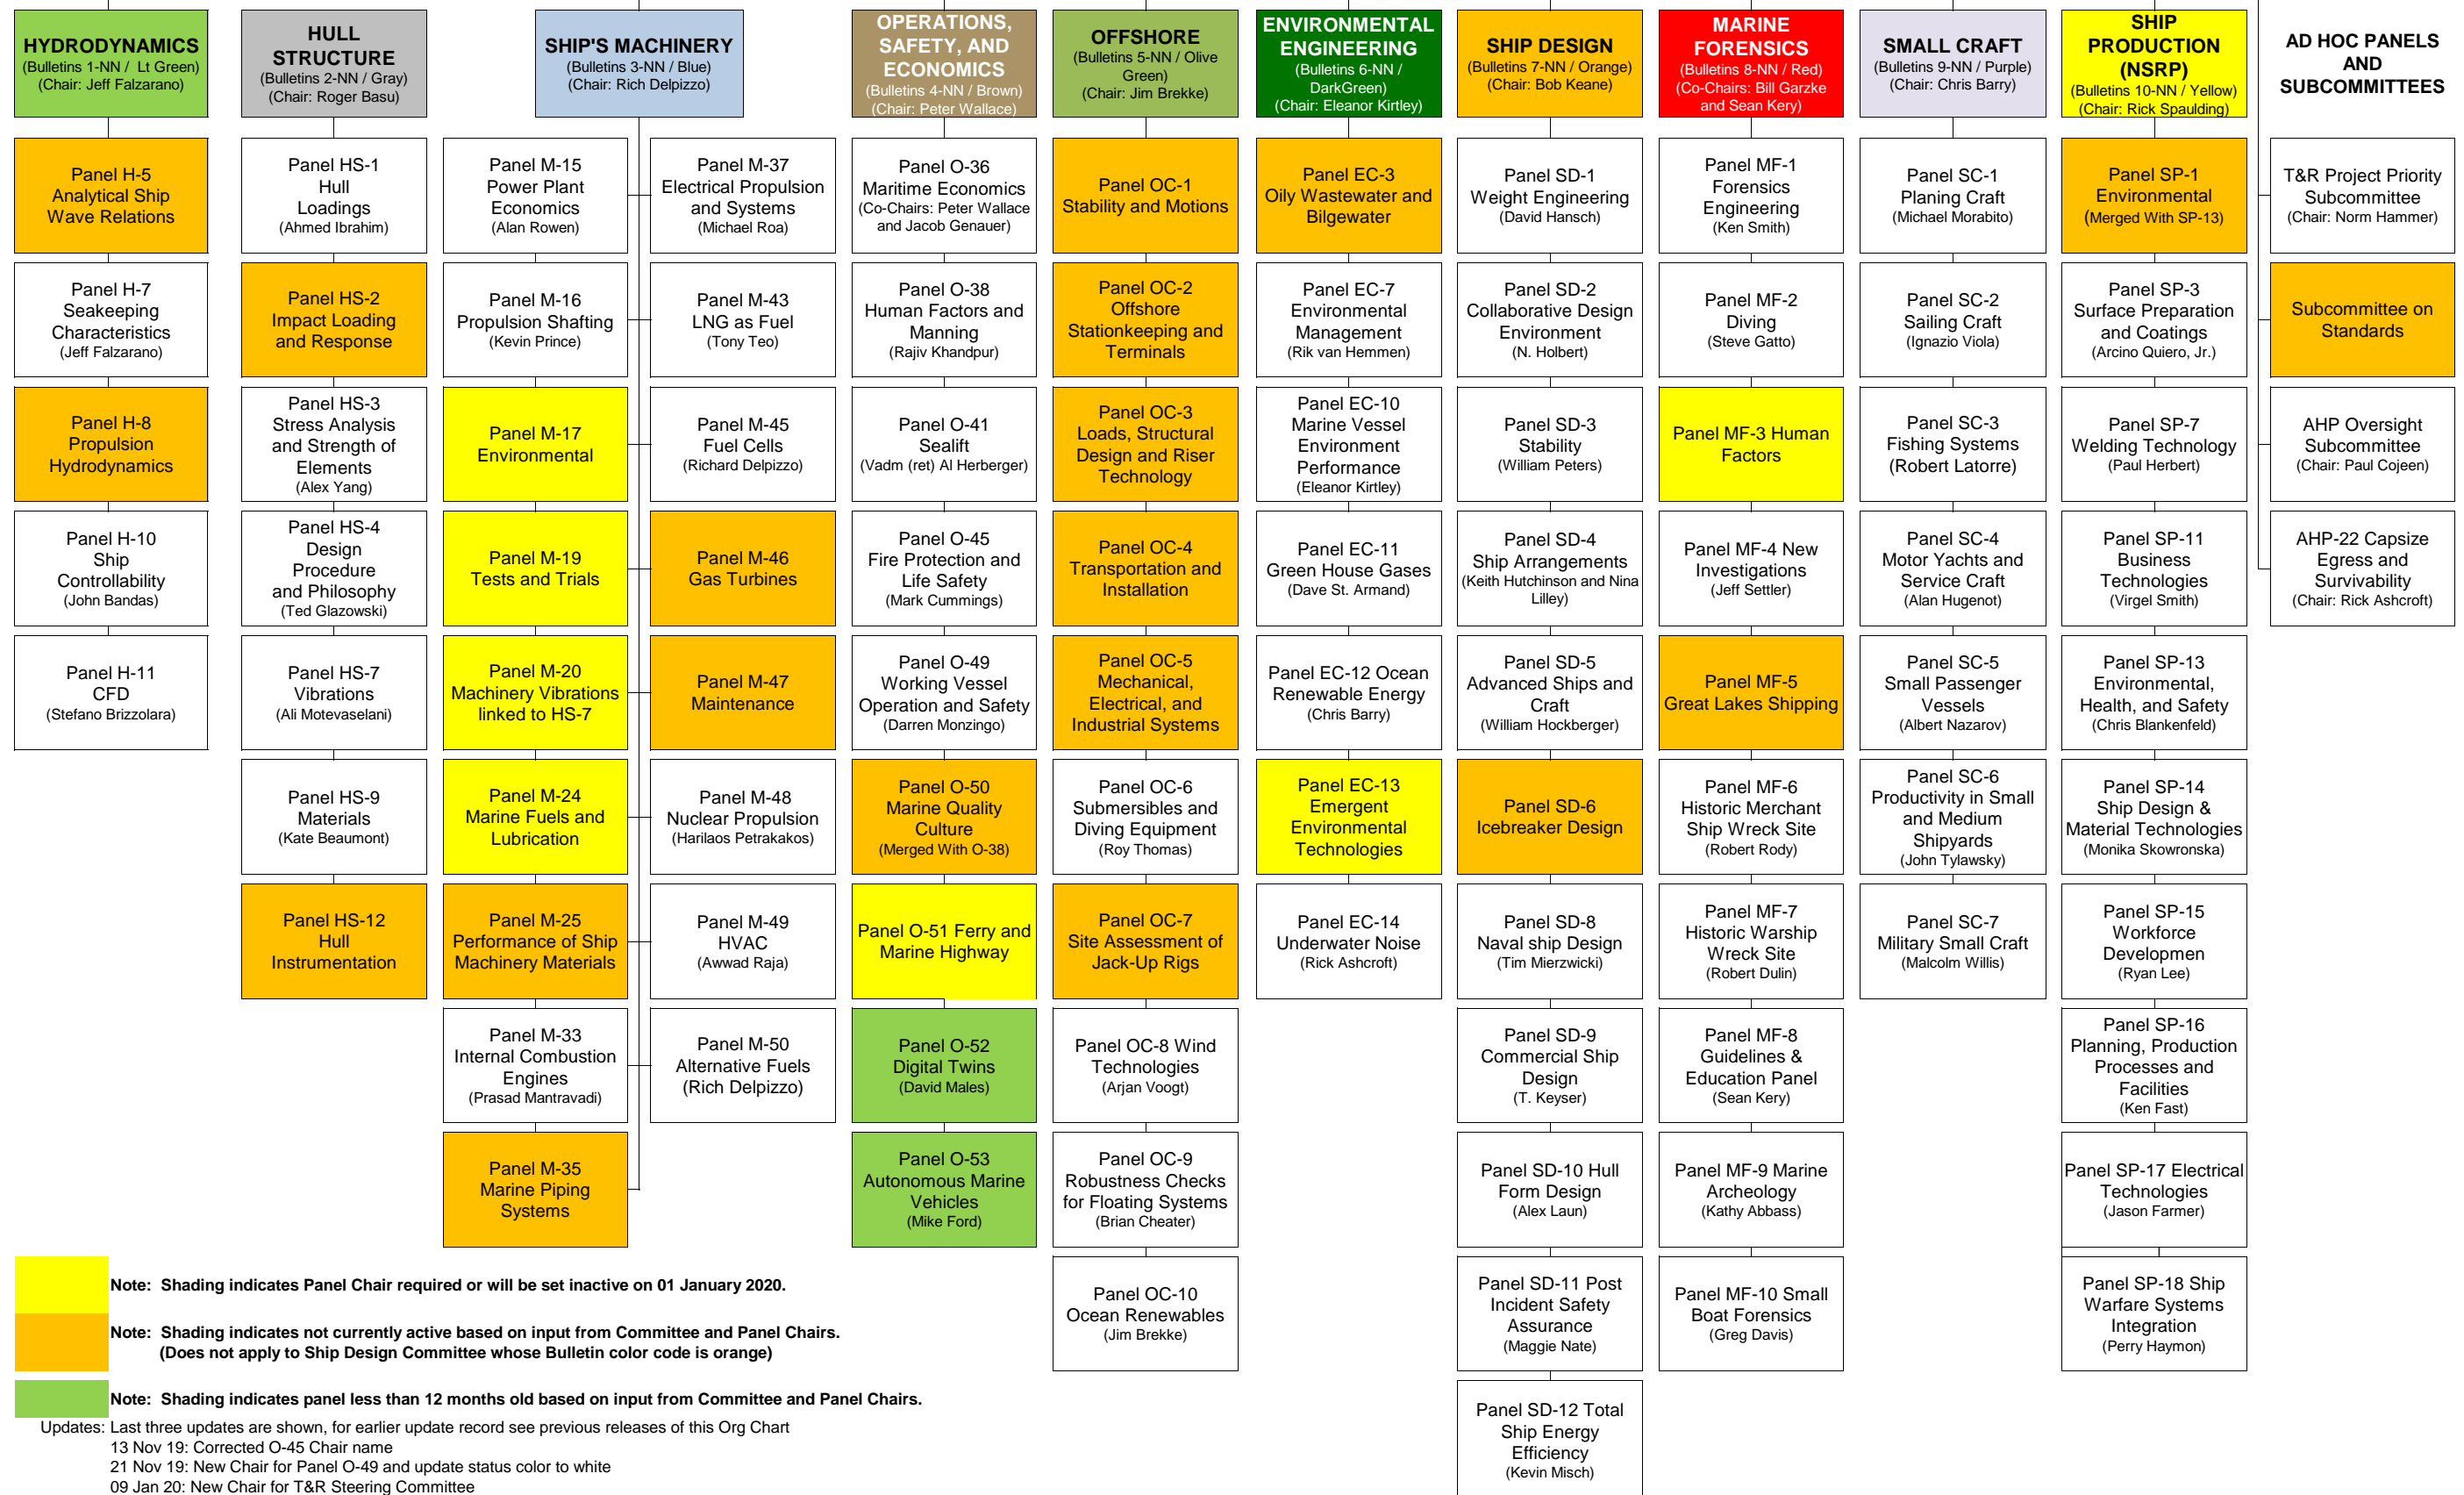 HYDRODYNAMICS
(Bulletins 1-NN / Lt Green)
(Chair: Jeff Falzarano)
Panel H-5
Analytical Ship
Wave Relations
Panel H-7
Seakeeping
Characteristics
(Jeff Falzarano)
Panel H-8
Propulsion
Hydrodynamics
Panel H-10
Ship
Controllability
(John Bandas)
Panel H-11
CFD
(Stefano Brizzolara)
HULL
STRUCTURE
(Bulletins 2-NN / Gray)
(Chair: Roger Basu)
Panel HS-1
Hull
Loadings
(Ahmed Ibrahim)
Panel HS-2
Impact Loading
and Response
Panel HS-3
Stress Analysis
and Strength of
Elements
(Alex Yang)
Panel HS-4
Design
Procedure
and Philosophy
(Ted Glazowski)
Panel HS-7
Vibrations
(Ali Motevaselani)
Panel HS-9
Materials
(Kate Beaumont)
Panel HS-12
Hull
Instrumentation
SHIP'S MACHINERY
(Bulletins 3-NN / Blue)
(Chair: Rich Delpizzo)
Panel M-15
Power Plant
Economics
(Alan Rowen)
Panel M-16
Propulsion Shafting
(Kevin Prince)
Panel M-17
Environmental
Panel M-19
Tests and Trials
Panel M-20
Machinery Vibrations
linked to HS-7
Panel M-24
Marine Fuels and
Lubrication
Panel M-25
Performance of Ship
Machinery Materials
Panel M-33
Internal Combustion
Engines
(Prasad Mantravadi)
Panel M-35
Marine Piping
Systems
Panel M-37
Electrical Propulsion
and Systems
(Michael Roa)
Panel M-43
LNG as Fuel
(Tony Teo)
Panel M-45
Fuel Cells
(Richard Delpizzo)
Panel M-46
Gas Turbines
Panel M-47
Maintenance
Panel M-48
Nuclear Propulsion
(Harilaos Petrakakos)
Panel M-49
HVAC
(Awwad Raja)
Panel M-50
Alternative Fuels
(Rich Delpizzo)
OPERATIONS,
SAFETY, AND
ECONOMICS
(Bulletins 4-NN / Brown)
(Chair: Peter Wallace)
Panel O-36
Maritime Economics
(Co-Chairs: Peter Wallace
and Jacob Genauer)
Panel O-38
Human Factors and
Manning
(Rajiv Khandpur)
Panel O-41
Sealift
(Vadm (ret) Al Herberger)
Panel O-45
Fire Protection and
Life Safety
(Mark Cummings)
Panel O-49
Working Vessel
Operation and Safety
(Darren Monzingo)
Panel O-50
Marine Quality
Culture
(Merged With O-38)
Panel O-51 Ferry and
Marine Highway
Panel O-52
Digital Twins
(David Males)
Panel O-53
Autonomous Marine
Vehicles
(Mike Ford)
OFFSHORE
(Bulletins 5-NN / Olive
Green)
(Chair: Jim Brekke)
Panel OC-1
Stability and Motions
Panel OC-2
Offshore
Stationkeeping and
Terminals
Panel OC-3
Loads, Structural
Design and Riser
Technology
Panel OC-4
Transportation and
Installation
Panel OC-5
Mechanical,
Electrical, and
Industrial Systems
Panel OC-6
Submersibles and
Diving Equipment
(Roy Thomas)
Panel OC-7
Site Assessment of
Jack-Up Rigs
Panel OC-8 Wind
Technologies
(Arjan Voogt)
Panel OC-9
Robustness Checks
for Floating Systems
(Brian Cheater)
Panel OC-10
Ocean Renewables
(Jim Brekke)
ENVIRONMENTAL
ENGINEERING
(Bulletins 6-NN /
DarkGreen)
(Chair: Eleanor Kirtley)
Panel EC-3
Oily Wastewater and
Bilgewater
Panel EC-7
Environmental
Management
(Rik van Hemmen)
Panel EC-10
Marine Vessel
Environment
Performance
(Eleanor Kirtley)
Panel EC-11
Green House Gases
(Dave St. Armand)
Panel EC-12 Ocean
Renewable Energy
(Chris Barry)
Panel EC-13
Emergent
Environmental
Technologies
Panel EC-14
Underwater Noise
(Rick Ashcroft)
SHIP DESIGN
(Bulletins 7-NN / Orange)
(Chair: Bob Keane)
Panel SD-1
Weight Engineering
(David Hansch)
Panel SD-2
Collaborative Design
Environment
(N. Holbert)
Panel SD-3
Stability
(William Peters)
Panel SD-4
Ship Arrangements
(Keith Hutchinson and Nina
Lilley)
Panel SD-5
Advanced Ships and
Craft
(William Hockberger)
Panel SD-6
Icebreaker Design
Panel SD-8
Naval ship Design
(Tim Mierzwicki)
Panel SD-9
Commercial Ship
Design
(T. Keyser)
Panel SD-10 Hull
Form Design
(Alex Laun)
Panel SD-11 Post
Incident Safety
Assurance
(Maggie Nate)
Panel SD-12 Total
Ship Energy
Efficiency
(Kevin Misch)
MARINE
FORENSICS
(Bulletins 8-NN / Red)
(Co-Chairs: Bill Garzke
and Sean Kery)
Panel MF-1
Forensics
Engineering
(Ken Smith)
Panel MF-2
Diving
(Steve Gatto)
Panel MF-3 Human
Factors
Panel MF-4 New
Investigations
(Jeff Settler)
Panel MF-5
Great Lakes Shipping
Panel MF-6
Historic Merchant
Ship Wreck Site
(Robert Rody)
Panel MF-7
Historic Warship
Wreck Site
(Robert Dulin)
Panel MF-8
Guidelines &
Education Panel
(Sean Kery)
Panel MF-9 Marine
Archeology
(Kathy Abbass)
Panel MF-10 Small
Boat Forensics
(Greg Davis)
SMALL CRAFT
(Bulletins 9-NN / Purple)
(Chair: Chris Barry)
Panel SC-1
Planing Craft
(Michael Morabito)
Panel SC-2
Sailing Craft
(Ignazio Viola)
Panel SC-3
Fishing Systems
(Robert Latorre)
Panel SC-4
Motor Yachts and
Service Craft
(Alan Hugenot)
Panel SC-5
Small Passenger
Vessels
(Albert Nazarov)
Panel SC-6
Productivity in Small
and Medium
Shipyards
(John Tylawsky)
Panel SC-7
Military Small Craft
(Malcolm Willis)
SHIP
PRODUCTION
(NSRP)
(Bulletins 10-NN / Yellow)
(Chair: Rick Spaulding)
Panel SP-1
Environmental
(Merged With SP-13)
Panel SP-3
Surface Preparation
and Coatings
(Arcino Quiero, Jr.)
Panel SP-7
Welding Technology
(Paul Herbert)
Panel SP-11
Business
Technologies
(Virgel Smith)
Panel SP-13
Environmental,
Health, and Safety
(Chris Blankenfeld)
Panel SP-14
Ship Design &
Material Technologies
(Monika Skowronska)
Panel SP-15
Workforce
Developmen
(Ryan Lee)
Panel SP-16
Planning, Production
Processes and
Facilities
(Ken Fast)
Panel SP-17 Electrical
Technologies
(Jason Farmer)
Panel SP-18 Ship
Warfare Systems
Integration
(Perry Haymon)
AD HOC PANELS
AND
SUBCOMMITTEES
T&R Project Priority
Subcommittee
(Chair: Norm Hammer)
Subcommittee on
Standards
AHP Oversight
Subcommittee
(Chair: Paul Cojeen)
AHP-22 Capsize
Egress and
Survivability
(Chair: Rick Ashcroft)
Note: Shading indicates Panel Chair required or will be set inactive on 01 January 2020.
Note: Shading indicates not currently active based on input from Committee and Panel Chairs.
(Does not apply to Ship Design Committee whose Bulletin color code is orange)
Note: Shading indicates panel less than 12 months old based on input from Committee and Panel Chairs.
Updates: Last three updates are shown, for earlier update record see previous releases of this Org Chart
13 Nov 19: Corrected O-45 Chair name
21 Nov 19: New Chair for Panel O-49 and update status color to white
09 Jan 20: New Chair for T&R Steering Committee